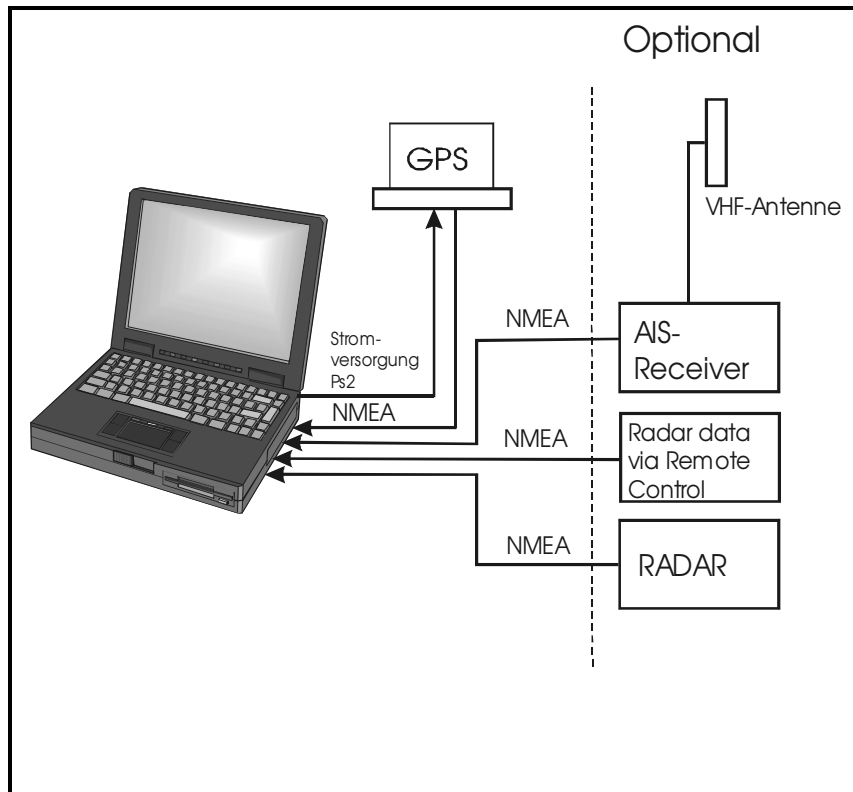 Optional
GPS
VHF-Antenne
Strom-
versorgung
Ps2
NMEA
NMEA
AIS-
Receiver
NMEA
Radar data
via Remote
Control
NMEA
RADAR